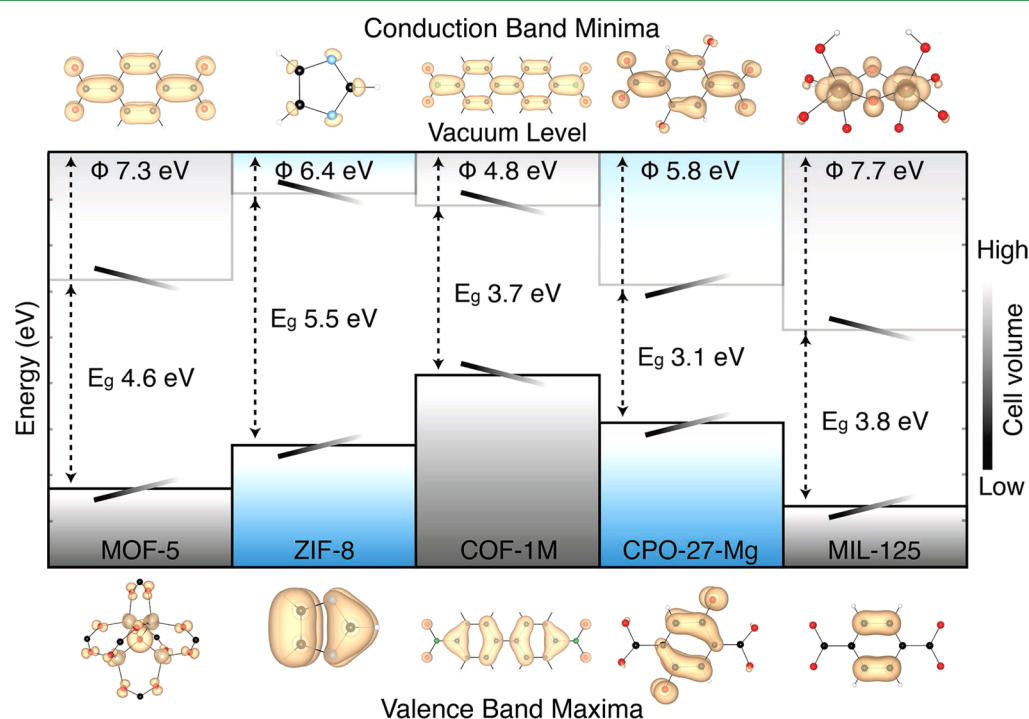 Conduction Band Minima
Vacuum Level
Φ 7.3 eV
Φ 6.4 eV
Φ 4.8 eV
Φ 5.8 eV
Φ 7.7 eV
Eg 4.6 eV
Eg 5.5 eV
Eg 3.7 eV
Eg 3.1 eV
Eg 3.8 eV
Energy (eV)
High
Cell volume
Low
MOF-5
ZIF-8
COF-1M
CPO-27-Mg
MIL-125
Valence Band Maxima